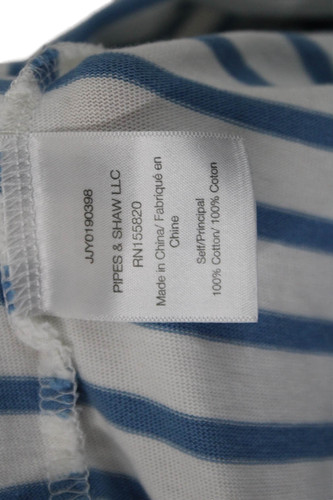 JJY0190398
PIPES & SHAW LLC
RN155820
Made in China/ Fabriqué en
Chine
Self/Principal
100% Cotton/ 100% Coton